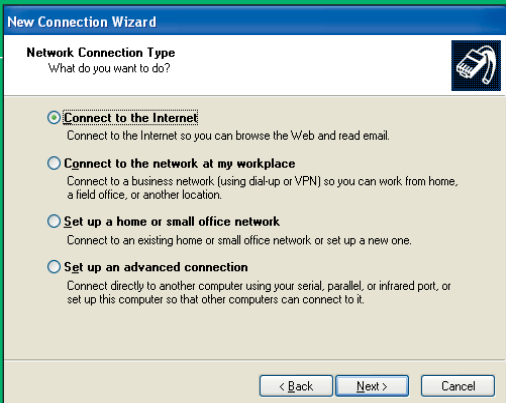 New Connection Wizard
Network Connection Type
What do you want to do?
Connect to the Internet
Connect to the Internet so you can browse the Web and read email.
Connect to the network at my workplace
Connect to a business network (using dial-up or VPN) so you can work from home,
a field office, or another location.
Set up a home or small office network
Connect to an existing home or small office network or set up a new one.
Set up an advanced connection
Connect directly to another computer using your serial, parallel, or infrared port, or
set up this computer so that other computers can connect to it.
< Back Next > Cancel